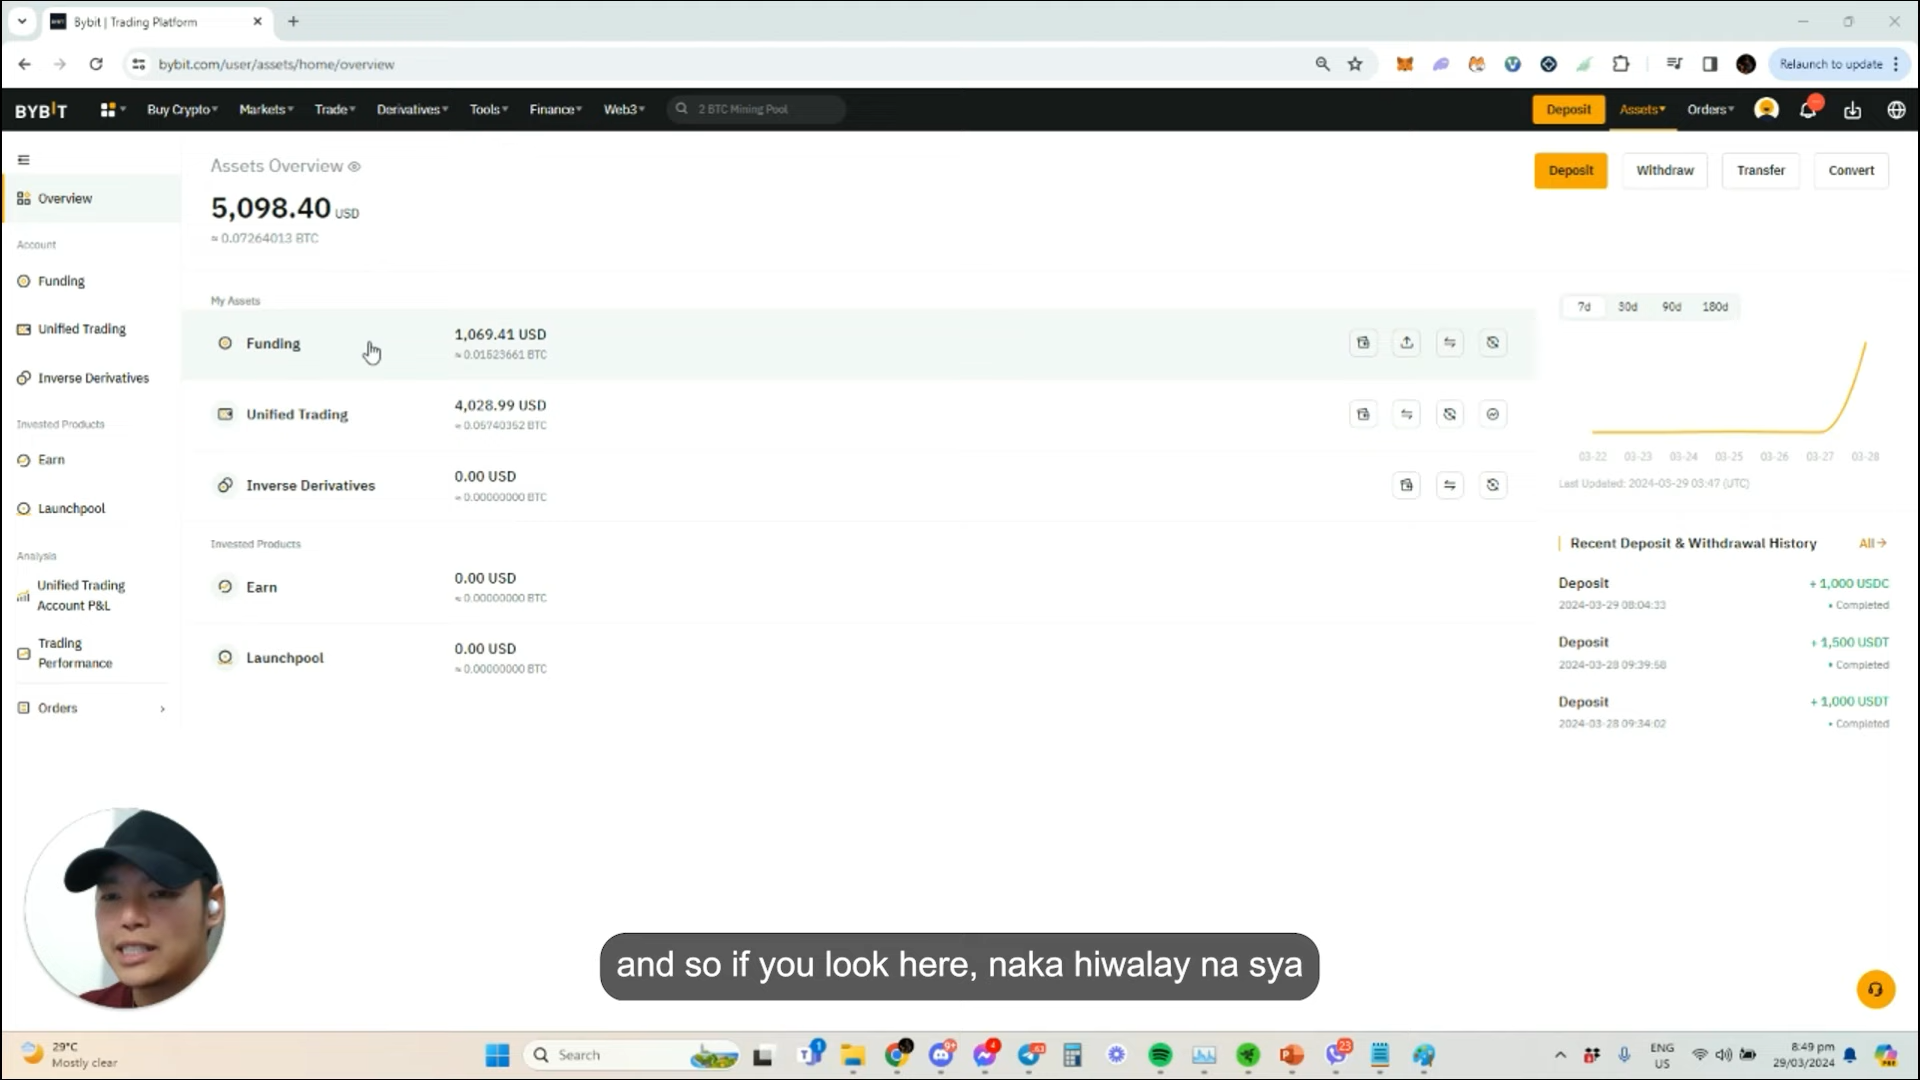 Bybit | Trading Platform
bybit.com/user/assets/home/overview
Relaunch to update
BYBIT
Buy Crypto
Markets
Trade
Derivatives
Tools
Finance
Web3
2 BTC Mining Pool
Deposit
Assets
Orders
Overview
Account
Funding
Unified Trading
Inverse Derivatives
Invested Products
Earn
Launchpool
Analysis
Unified Trading
Account P&L
Trading
Performance
Orders
Assets Overview
5,098.40 USD
≈ 0.07264013 BTC
Deposit
Withdraw
Transfer
Convert
My Assets
Funding
1,069.41 USD
≈ 0.01523661 BTC
Unified Trading
4,028.99 USD
≈ 0.05740352 BTC
Inverse Derivatives
0.00 USD
≈ 0.00000000 BTC
Invested Products
Earn
0.00 USD
≈ 0.00000000 BTC
Launchpool
0.00 USD
≈ 0.00000000 BTC
7d 30d 90d 180d
03-22 03-23 03-24 03-25 03-26 03-27 03-28
Last Updated: 2024-03-29 03:47 (UTC)
Recent Deposit & Withdrawal History
All
Deposit + 1,000 USDC
2024-03-29 08:04:33 • Completed
Deposit + 1,500 USDT
2024-03-28 09:39:58 • Completed
Deposit + 1,000 USDT
2024-03-28 09:34:02 • Completed
and so if you look here, naka hiwalay na sya
29°C
Mostly clear
Search
ENG
US
8:49 pm
29/03/2024